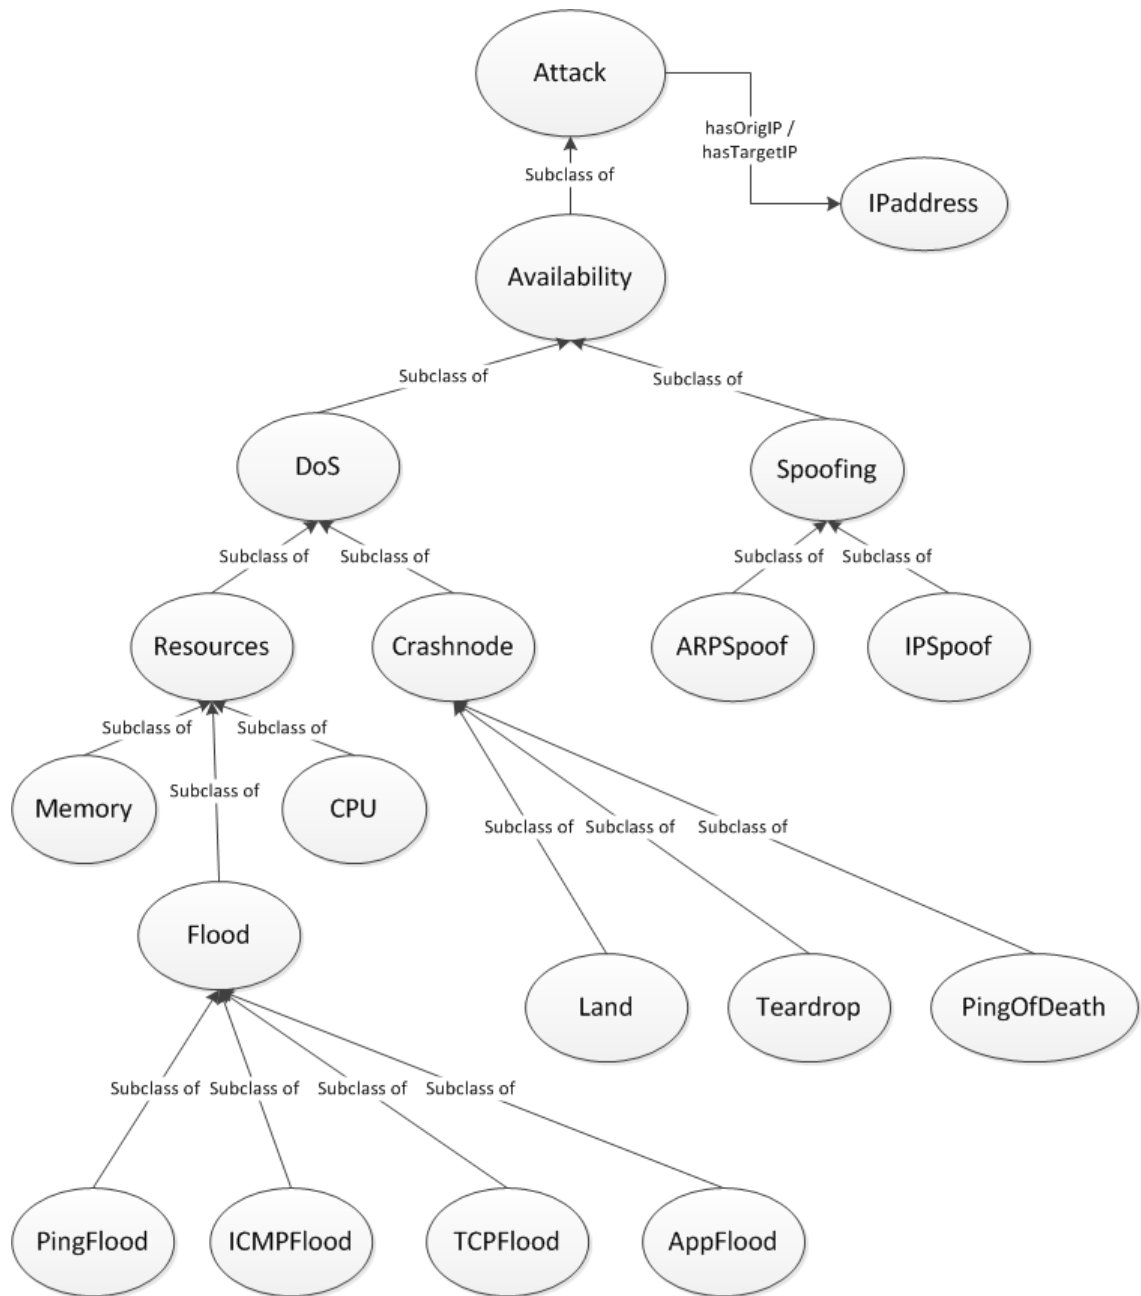 Attack
hasOrigIP /
hasTargetIP
Subclass of
IPaddress
Availability
Subclass of
Subclass of
DoS
Spoofing
Subclass of
Subclass of
Subclass of
Subclass of
Resources
Crashnode
ARPSpoof
IPSpoof
Subclass of
Subclass of
Subclass of
Memory
CPU
Subclass of
Subclass of
Subclass of
Flood
Land
Teardrop
PingOfDeath
Subclass of
Subclass of
Subclass of
Subclass of
PingFlood
ICMPFlood
TCPFlood
AppFlood